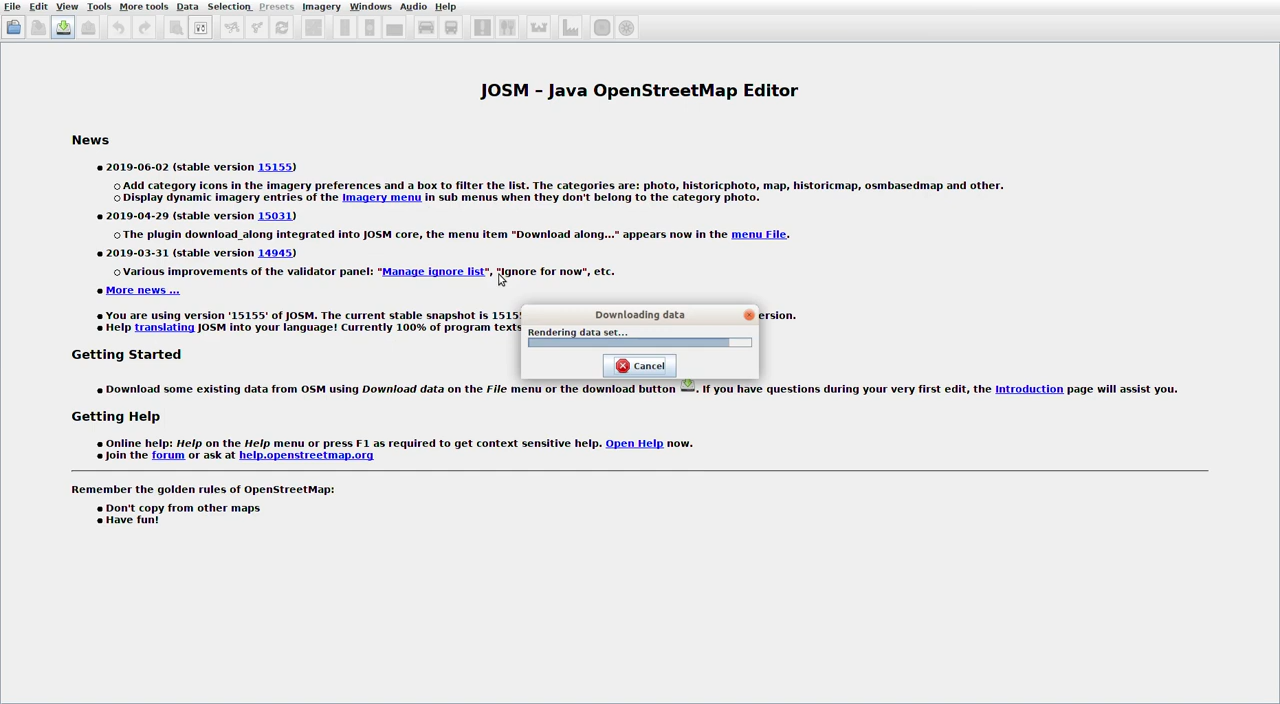 File Edit View Tools More tools Data Selection Presets Imagery Windows Audio Help
JOSM – Java OpenStreetMap Editor
News
2019-06-02 (stable version 15155)
Add category icons in the imagery preferences and a box to filter the list. The categories are: photo, historicphoto, map, historicmap, osmbasedmap and other.
Display dynamic imagery entries of the Imagery menu in sub menus when they don't belong to the category photo.
2019-04-29 (stable version 15031)
The plugin download_along integrated into JOSM core, the menu item "Download along..." appears now in the menu File.
2019-03-31 (stable version 14945)
Various improvements of the validator panel: "Manage ignore list", "Ignore for now", etc.
More news ...
You are using version '15155' of JOSM. The current stable snapshot is 1515 ersion.
Help translating JOSM into your language! Currently 100% of program texts
Downloading data
Rendering data set...
Cancel
Getting Started
Download some existing data from OSM using Download data on the File menu or the download button . If you have questions during your very first edit, the Introduction page will assist you.
Getting Help
Online help: Help on the Help menu or press F1 as required to get context sensitive help. Open Help now.
Join the forum or ask at help.openstreetmap.org
Remember the golden rules of OpenStreetMap:
Don't copy from other maps
Have fun!